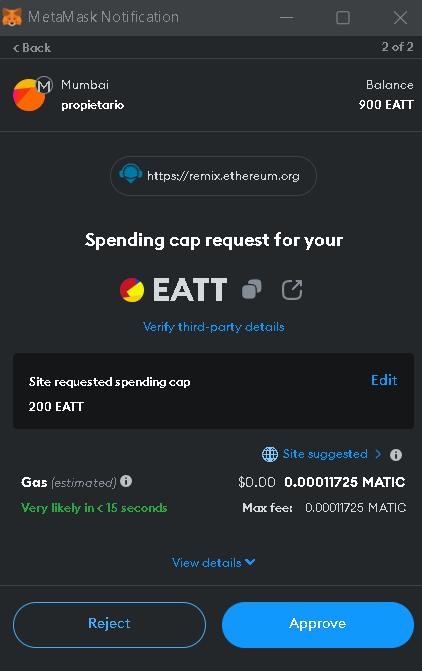 MetaMask Notification
< Back
2 of 2
Mumbai
Balance
propietario
900 EATT
M
https://remix.ethereum.org
Spending cap request for your
EATT
Verify third-party details
Site requested spending cap
Edit
200 EATT
Site suggested >
Gas (estimated) $0.00 0.00011725 MATIC
Very likely in < 15 seconds Max fee: 0.00011725 MATIC
View details
Reject
Approve